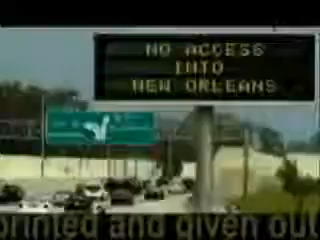 NO ACCESS
INTO
NEW ORLEANS
printed and given out